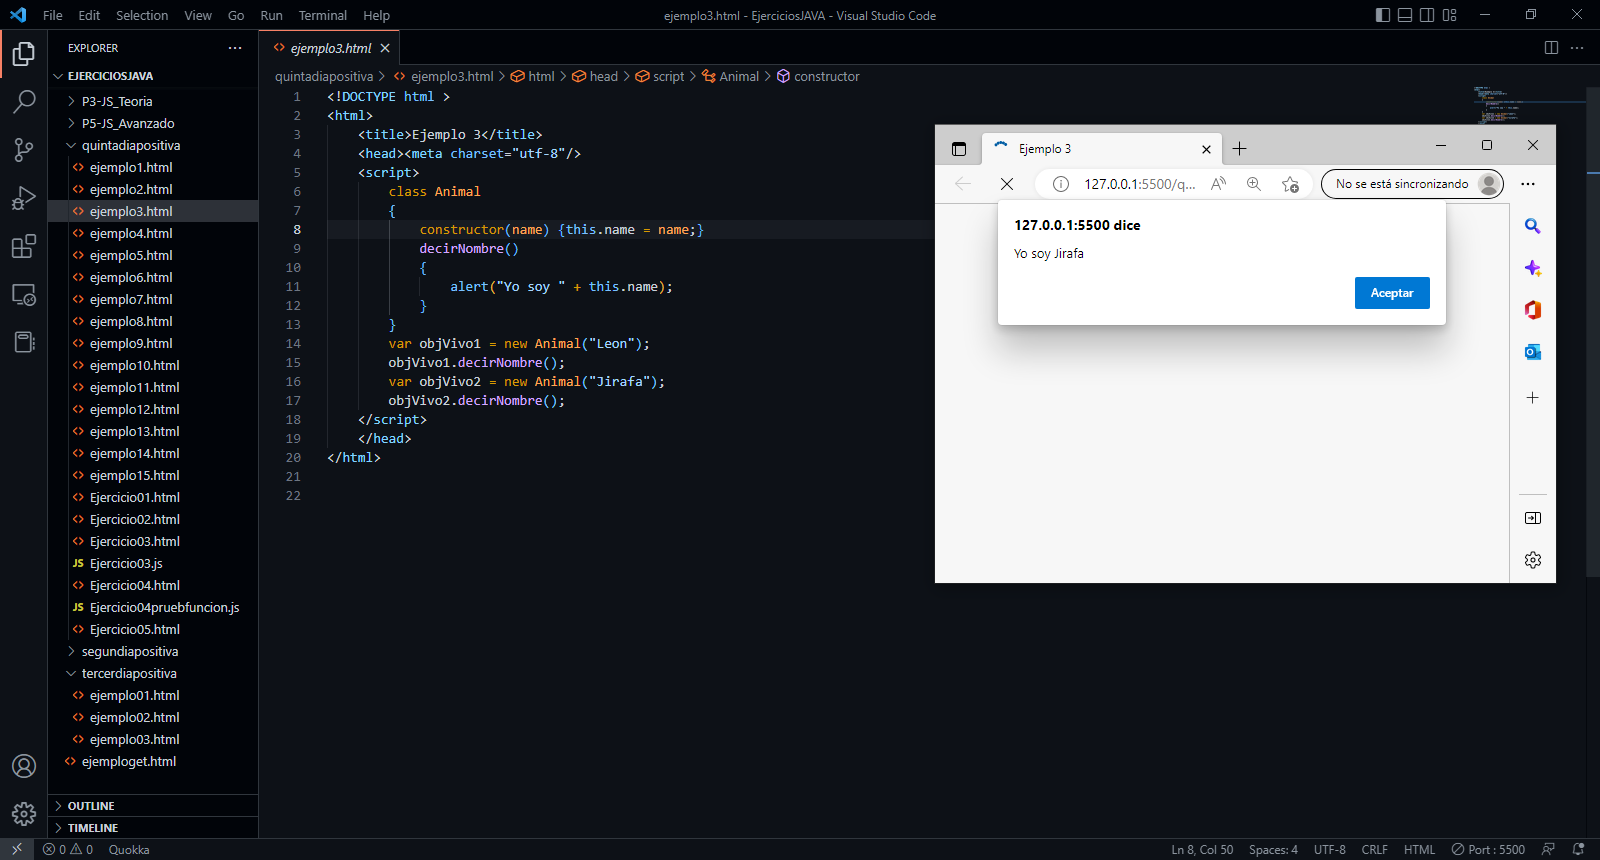 File Edit Selection View Go Run Terminal Help
ejemplo3.html - EjerciciosJAVA - Visual Studio Code
EXPLORER
EJERCICIOSJAVA
P3-JS_Teoria
P5-JS_Avanzado
quintadiapositiva
ejemplo1.html
ejemplo2.html
ejemplo3.html
ejemplo4.html
ejemplo5.html
ejemplo6.html
ejemplo7.html
ejemplo8.html
ejemplo9.html
ejemplo10.html
ejemplo11.html
ejemplo12.html
ejemplo13.html
ejemplo14.html
ejemplo15.html
Ejercicio01.html
Ejercicio02.html
Ejercicio03.html
JS Ejercicio03.js
Ejercicio04.html
JS Ejercicio04pruebfuncion.js
Ejercicio05.html
segundiapositiva
tercerdiapositiva
ejemplo01.html
ejemplo02.html
ejemplo03.html
ejemploget.html
OUTLINE
TIMELINE
ejemplo3.html
quintadiapositiva > ejemplo3.html > html > head > script > Animal > constructor
1 <!DOCTYPE html >
2 <html>
3 <title>Ejemplo 3</title>
4 <head><meta charset="utf-8"/>
5 <script>
6 class Animal
7 {
8 constructor(name) {this.name = name;}
9 decirNombre()
10 {
11 alert("Yo soy " + this.name);
12 }
13 }
14 var objVivo1 = new Animal("Leon");
15 objVivo1.decirNombre();
16 var objVivo2 = new Animal("Jirafa");
17 objVivo2.decirNombre();
18 </script>
19 </head>
20 </html>
21
22
Ejemplo 3
127.0.0.1:5500/q...
No se está sincronizando
127.0.0.1:5500 dice
Yo soy Jirafa
Aceptar
0 0 Quokka
Ln 8, Col 50 Spaces: 4 UTF-8 CRLF HTML Port : 5500